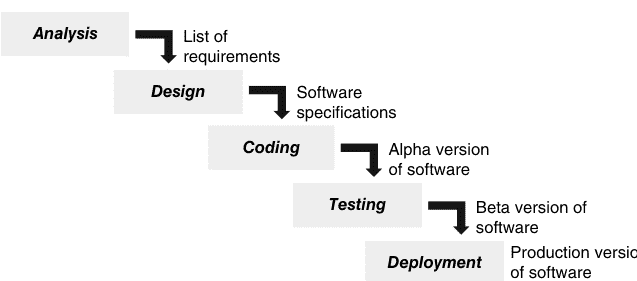 Analysis
List of
requirements
Design
Software
specifications
Coding
Alpha version
of software
Testing
Beta version of
software
Deployment
Production versio
of software